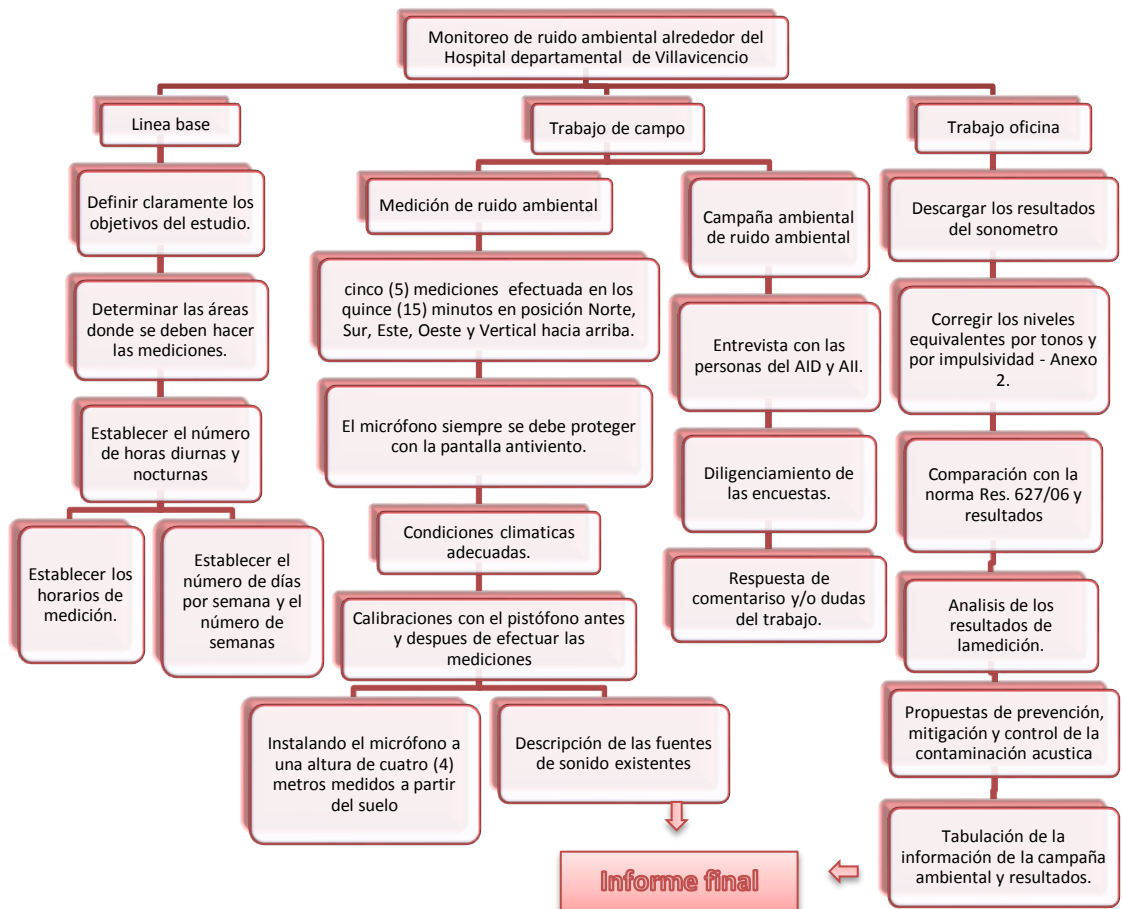 Monitoreo de ruido ambiental alrededor del
Hospital departamental de Villavicencio
Linea base
Definir claramente los
objetivos del estudio.
Determinar las áreas
donde se deben hacer
las mediciones.
Establecer el número
de horas diurnas y
nocturnas
Establecer los
horarios de
medición.
Establecer el
número de días
por semana y el
número de
semanas
Trabajo de campo
Medición de ruido ambiental
cinco (5) mediciones efectuada en los
quince (15) minutos en posición Norte,
Sur, Este, Oeste y Vertical hacia arriba.
El micrófono siempre se debe proteger
con la pantalla antiviento.
Condiciones climaticas
adecuadas.
Calibraciones con el pistófono antes
y despues de efectuar las
mediciones
Instalando el micrófono a
una altura de cuatro (4)
metros medidos a partir
del suelo
Descripción de las fuentes
de sonido existentes
Campaña ambiental
de ruido ambiental
Entrevista con las
personas del AID y AII.
Diligenciamiento de
las encuestas.
Respuesta de
comentariso y/o dudas
del trabajo.
Trabajo oficina
Descargar los resultados
del sonometro
Corregir los niveles
equivalentes por tonos y
por impulsividad - Anexo
2.
Comparación con la
norma Res. 627/06 y
resultados
Analisis de los
resultados de
lamedición.
Propuestas de prevención,
mitigación y control de la
contaminación acustica
Tabulación de la
información de la campaña
ambiental y resultados.
Informe final